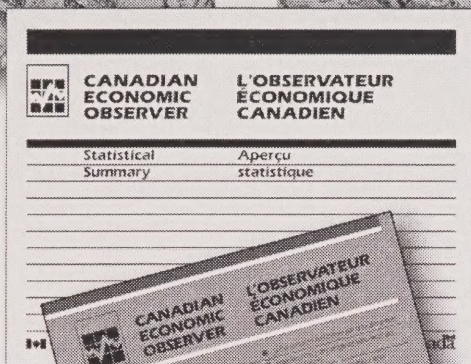 CANADIAN
ECONOMIC
OBSERVER
L'OBSERVATEUR
ÉCONOMIQUE
CANADIEN
Statistical
Summary
Aperçu
statistique
CANADIAN
ECONOMIC
OBSERVER
L'OBSERVATEUR
ÉCONOMIQUE
CANADIEN